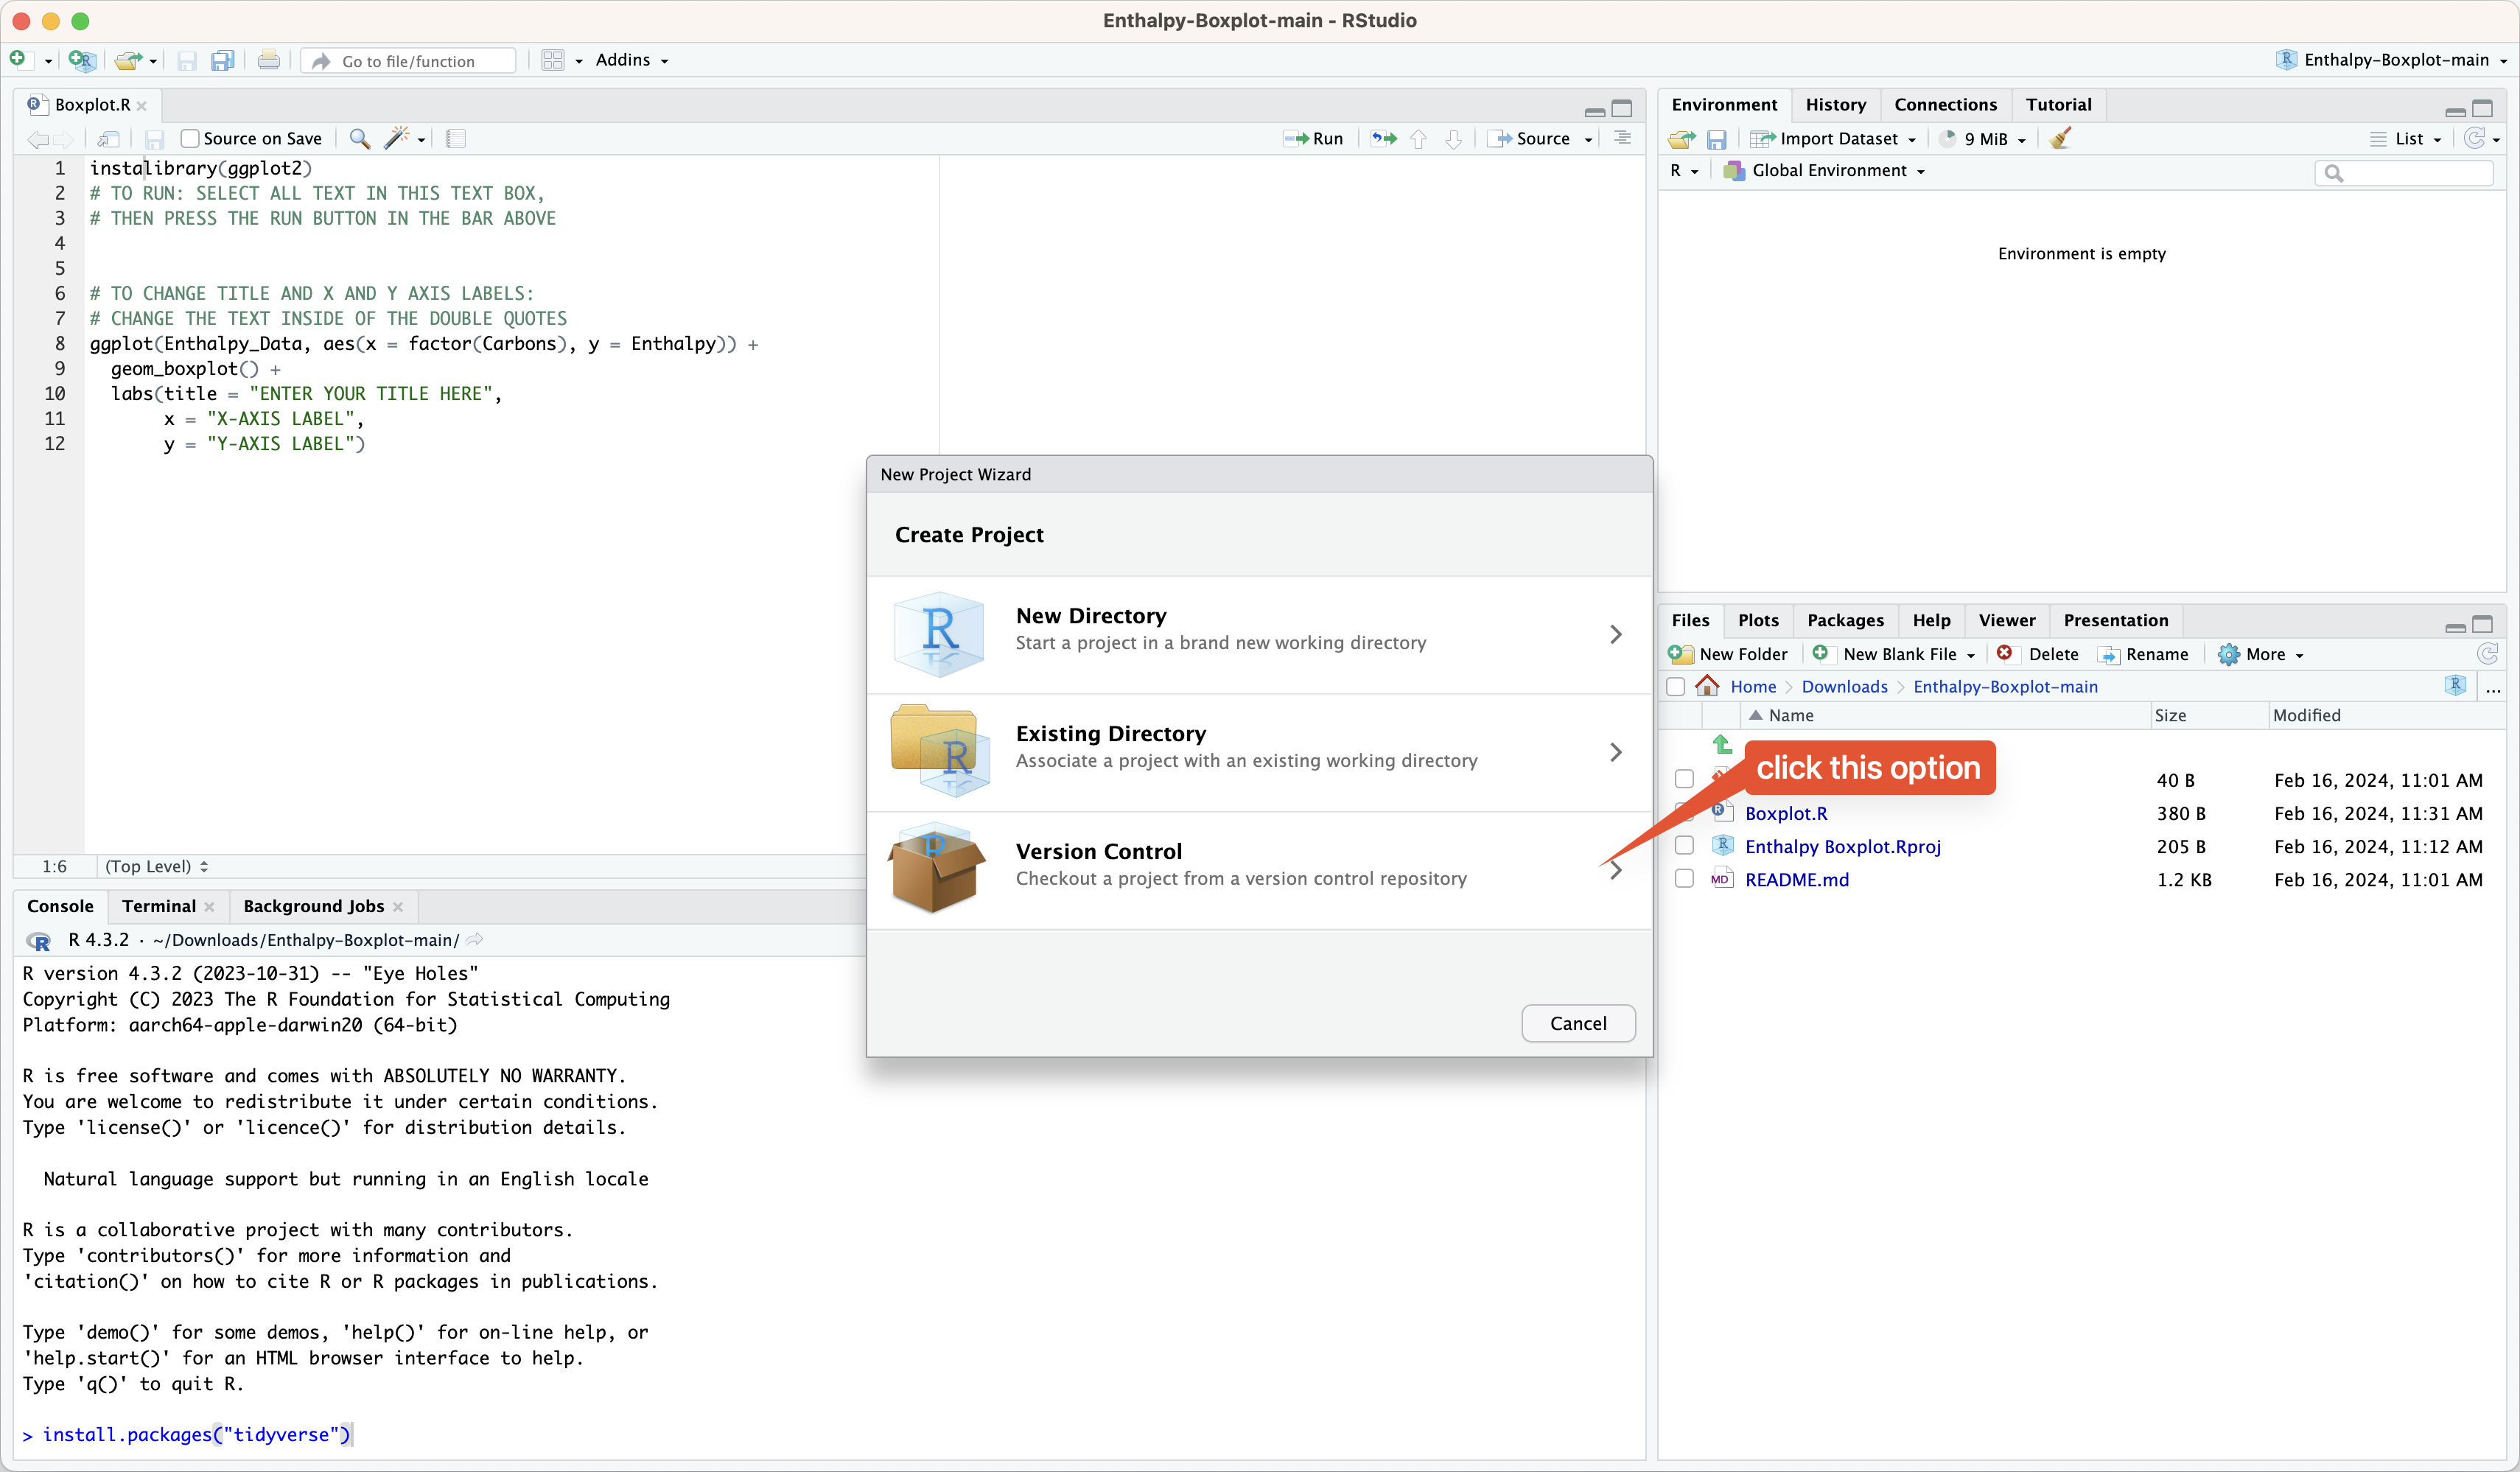 Enthalpy-Boxplot-main - RStudio
Go to file/function
Addins
Enthalpy-Boxplot-main
Boxplot.R
Source on Save
Run
Source
1 instalibrary(ggplot2)
2 # TO RUN: SELECT ALL TEXT IN THIS TEXT BOX,
3 # THEN PRESS THE RUN BUTTON IN THE BAR ABOVE
4
5
6 # TO CHANGE TITLE AND X AND Y AXIS LABELS:
7 # CHANGE THE TEXT INSIDE OF THE DOUBLE QUOTES
8 ggplot(Enthalpy_Data, aes(x = factor(Carbons), y = Enthalpy)) +
9 geom_boxplot() +
10 labs(title = "ENTER YOUR TITLE HERE",
11 x = "X-AXIS LABEL",
12 y = "Y-AXIS LABEL")
1:6 (Top Level)
Console Terminal Background Jobs
R 4.3.2 · ~/Downloads/Enthalpy-Boxplot-main/
R version 4.3.2 (2023-10-31) -- "Eye Holes"
Copyright (C) 2023 The R Foundation for Statistical Computing
Platform: aarch64-apple-darwin20 (64-bit)
R is free software and comes with ABSOLUTELY NO WARRANTY.
You are welcome to redistribute it under certain conditions.
Type 'license()' or 'licence()' for distribution details.
Natural language support but running in an English locale
R is a collaborative project with many contributors.
Type 'contributors()' for more information and
'citation()' on how to cite R or R packages in publications.
Type 'demo()' for some demos, 'help()' for on-line help, or
'help.start()' for an HTML browser interface to help.
Type 'q()' to quit R.
> install.packages("tidyverse")
New Project Wizard
Create Project
R
New Directory
Start a project in a brand new working directory
R
Existing Directory
Associate a project with an existing working directory
R
Version Control
Checkout a project from a version control repository
Cancel
click this option
Environment History Connections Tutorial
Import Dataset 9 MiB List
R Global Environment
Environment is empty
Files Plots Packages Help Viewer Presentation
New Folder New Blank File Delete Rename More
Home Downloads Enthalpy-Boxplot-main ...
Name Size Modified
40 B Feb 16, 2024, 11:01 AM
Boxplot.R 380 B Feb 16, 2024, 11:31 AM
Enthalpy Boxplot.Rproj 205 B Feb 16, 2024, 11:12 AM
MD README.md 1.2 KB Feb 16, 2024, 11:01 AM